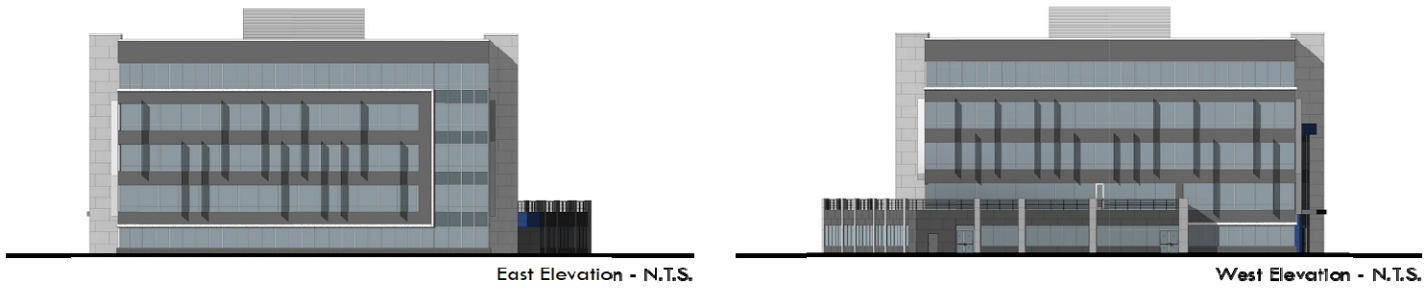 East Elevation - N.T.S.
West Elevation - N.T.S.